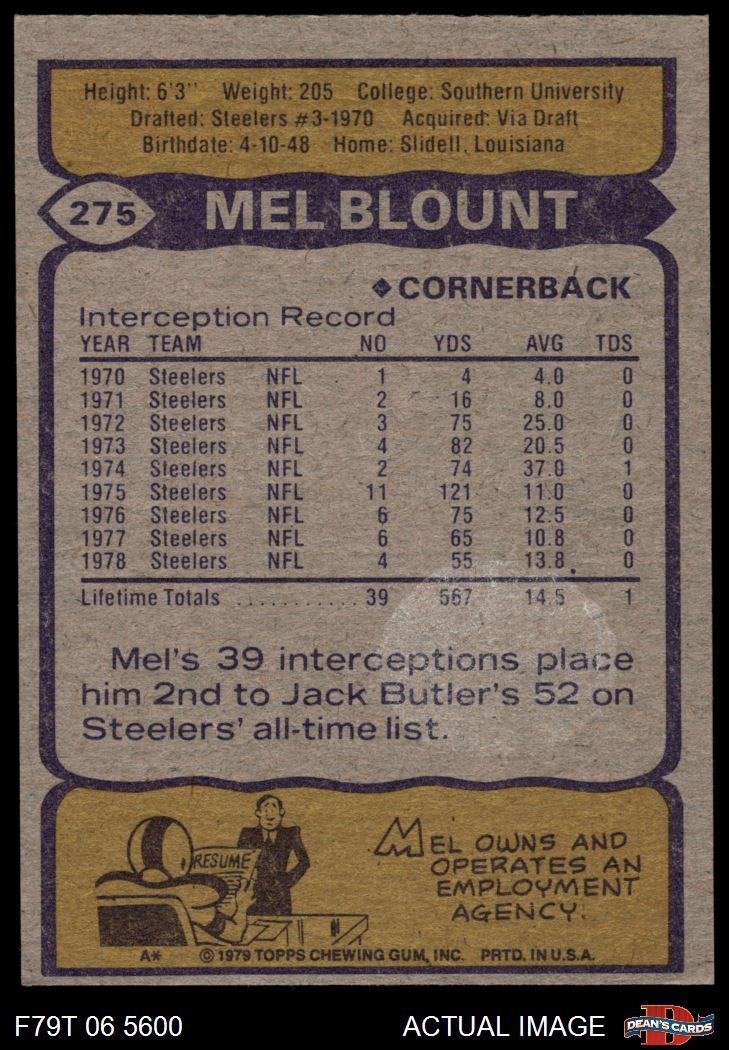 Height: 6'3'' Weight: 205 College: Southern University
Drafted: Steelers #3-1970 Acquired: Via Draft
Birthdate: 4-10-48 Home: Slidell, Louisiana
275 MEL BLOUNT
CORNERBACK
Interception Record
YEAR TEAM NO YDS AVG TDS
1970 Steelers NFL 1 4 4.0 0
1971 Steelers NFL 2 16 8.0 0
1972 Steelers NFL 3 75 25.0 0
1973 Steelers NFL 4 82 20.5 0
1974 Steelers NFL 2 74 37.0 1
1975 Steelers NFL 11 121 11.0 0
1976 Steelers NFL 6 75 12.5 0
1977 Steelers NFL 6 65 10.8 0
1978 Steelers NFL 4 55 13.8 0
Lifetime Totals ........... 39 567 14.5 1
Mel's 39 interceptions place
him 2nd to Jack Butler's 52 on
Steelers' all-time list.
RESUME
MEL OWNS AND
OPERATES AN
EMPLOYMENT
AGENCY.
A* © 1979 TOPPS CHEWING GUM, INC. PRTD. IN U.S.A.
F79T 06 5600 ACTUAL IMAGE D DEAN'S CARDS